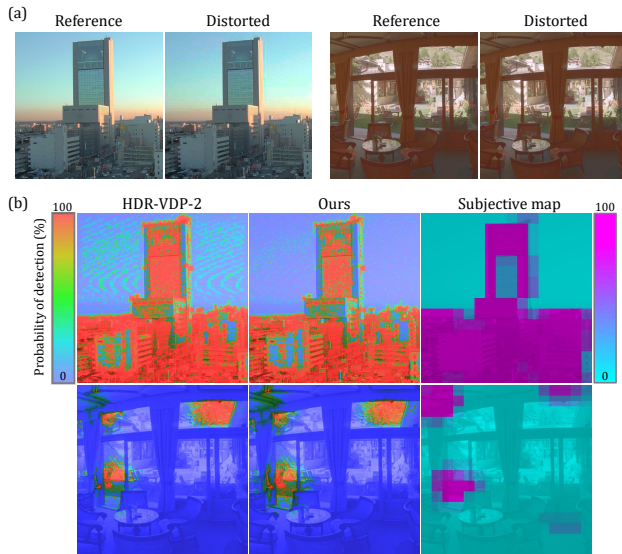 (a)
Reference Distorted Reference Distorted
(b) HDR-VDP-2 Ours Subjective map
100 100
Probability of detection (%)
0 0